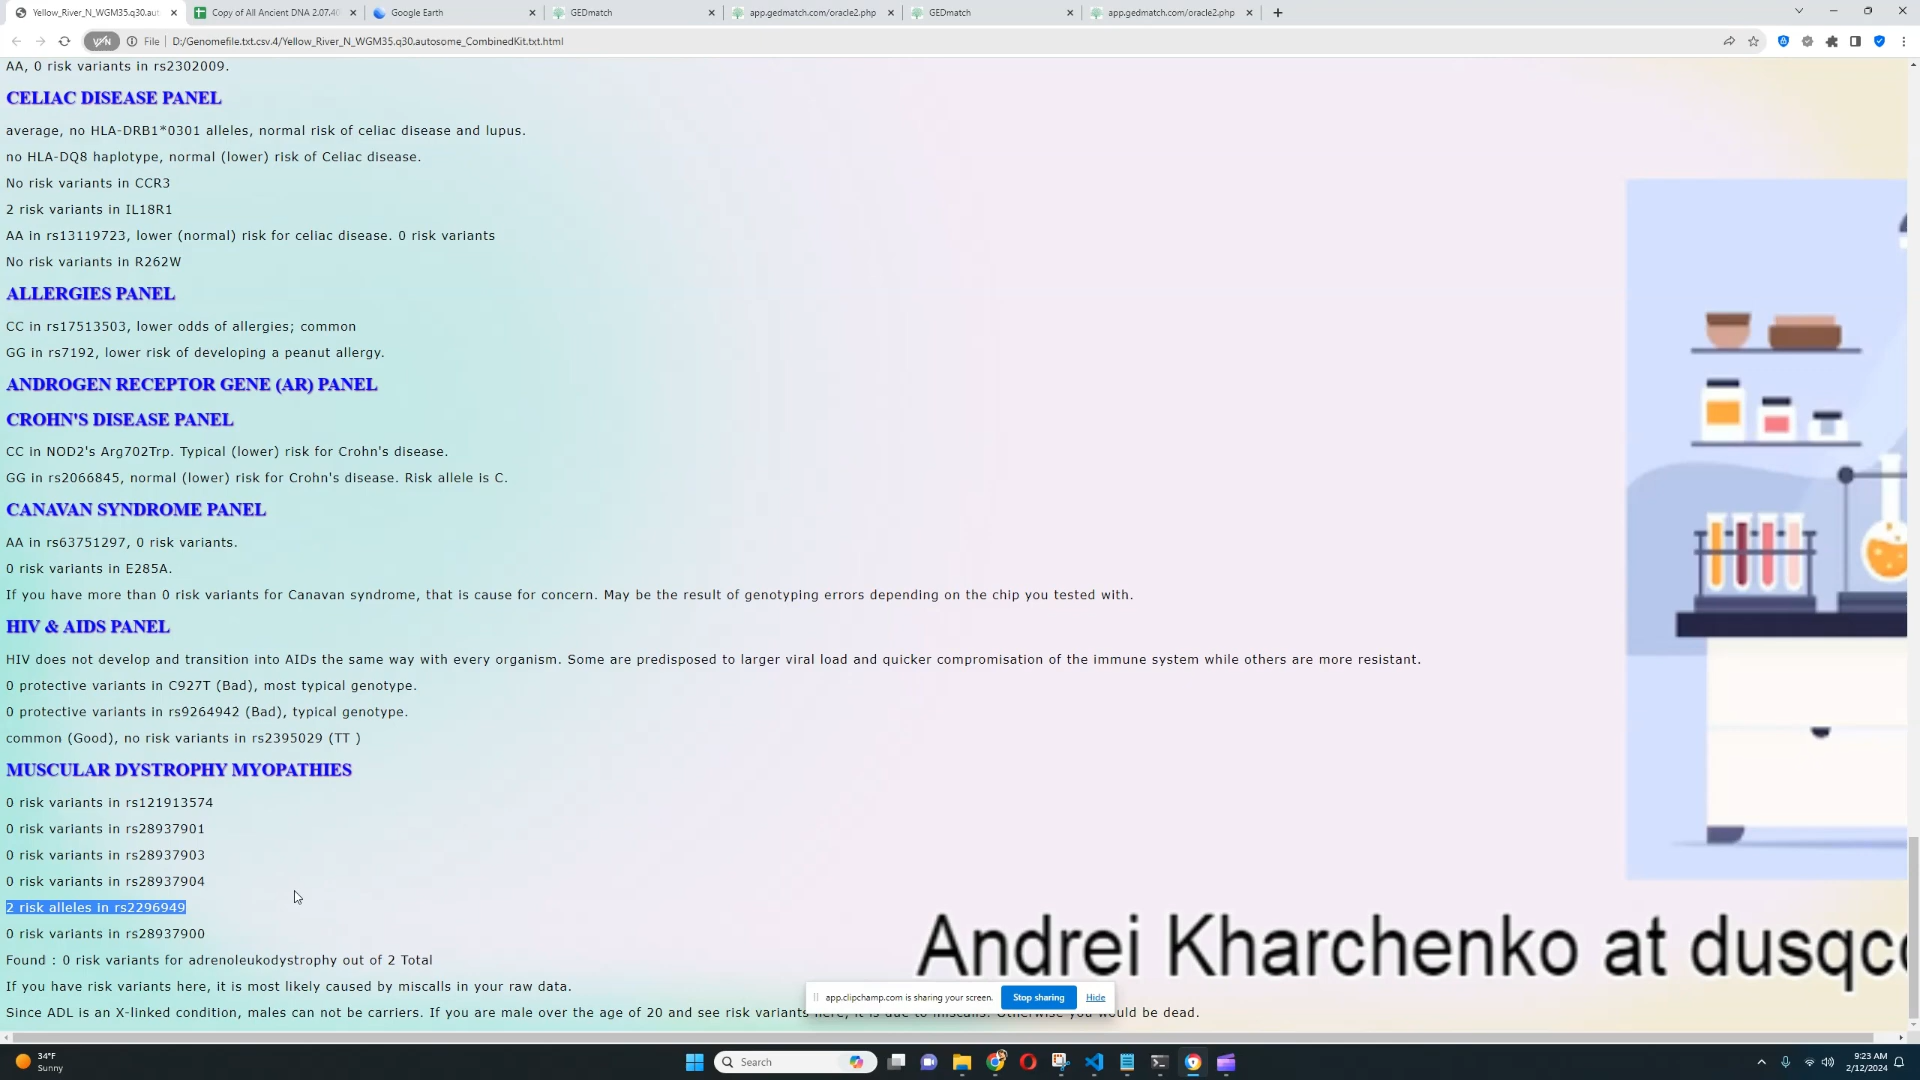 Yellow_River_N_WGM35.q30.aut
Copy of All Ancient DNA 2.07.40
Google Earth
GEDmatch
app.gedmatch.com/oracle2.php
GEDmatch
app.gedmatch.com/oracle2.php
File
D:/Genomefile.txt.csv.4/Yellow_River_N_WGM35.q30.autosome_CombinedKit.txt.html
AA, 0 risk variants in rs2302009.
CELIAC DISEASE PANEL
average, no HLA-DRB1*0301 alleles, normal risk of celiac disease and lupus.
no HLA-DQ8 haplotype, normal (lower) risk of Celiac disease.
No risk variants in CCR3
2 risk variants in IL18R1
AA in rs13119723, lower (normal) risk for celiac disease. 0 risk variants
No risk variants in R262W
ALLERGIES PANEL
CC in rs17513503, lower odds of allergies; common
GG in rs7192, lower risk of developing a peanut allergy.
ANDROGEN RECEPTOR GENE (AR) PANEL
CROHN'S DISEASE PANEL
CC in NOD2's Arg702Trp. Typical (lower) risk for Crohn's disease.
GG in rs2066845, normal (lower) risk for Crohn's disease. Risk allele is C.
CANAVAN SYNDROME PANEL
AA in rs63751297, 0 risk variants.
0 risk variants in E285A.
If you have more than 0 risk variants for Canavan syndrome, that is cause for concern. May be the result of genotyping errors depending on the chip you tested with.
HIV & AIDS PANEL
HIV does not develop and transition into AIDs the same way with every organism. Some are predisposed to larger viral load and quicker compromisation of the immune system while others are more resistant.
0 protective variants in C927T (Bad), most typical genotype.
0 protective variants in rs9264942 (Bad), typical genotype.
common (Good), no risk variants in rs2395029 (TT )
MUSCULAR DYSTROPHY MYOPATHIES
0 risk variants in rs121913574
0 risk variants in rs28937901
0 risk variants in rs28937903
0 risk variants in rs28937904
2 risk alleles in rs2296949
0 risk variants in rs28937900
Andrei Kharchenko at dusqc
Found : 0 risk variants for adrenoleukodystrophy out of 2 Total
If you have risk variants here, it is most likely caused by miscalls in your raw data.
app.clipchamp.com is sharing your screen.
Stop sharing
Hide
Since ADL is an X-linked condition, males can not be carriers. If you are male over the age of 20 and see risk variants here, it is due to miscalls. Otherwise you would be dead.
34°F
Sunny
Search
9:23 AM
2/12/2024